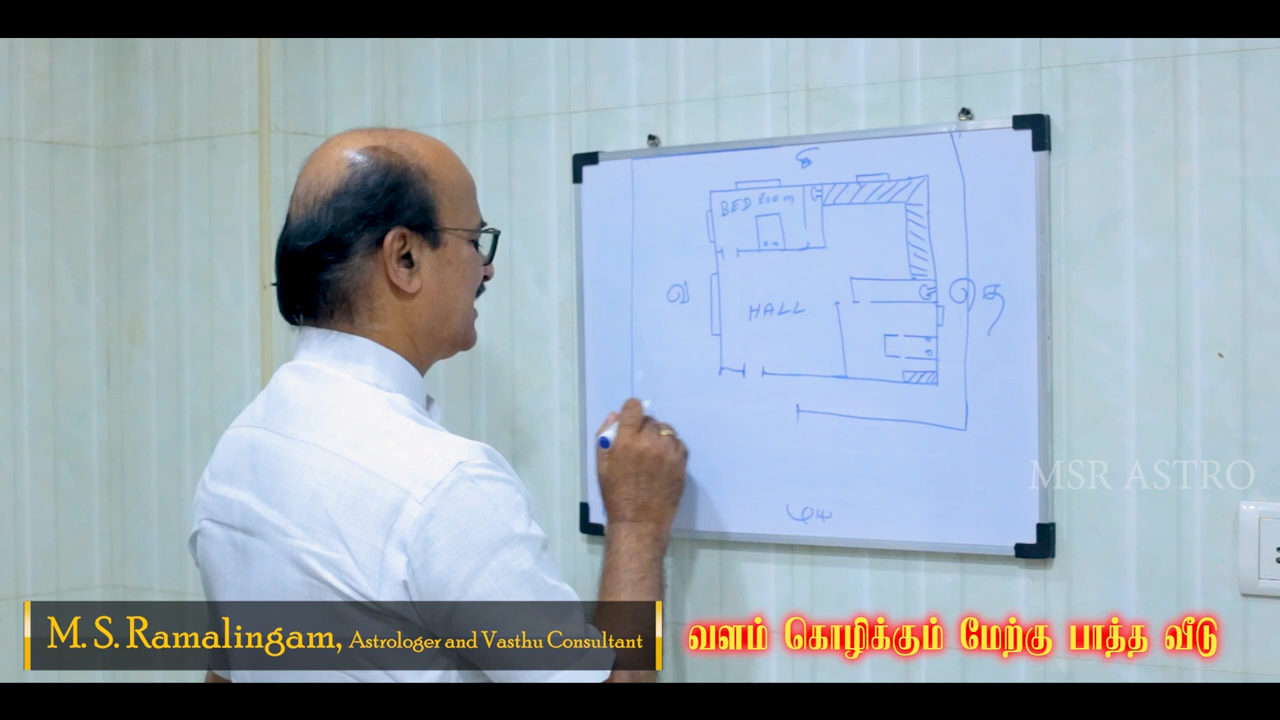 கி
BED ROOM
வ
HALL
தெ
மே
MSR ASTRO
M. S. Ramalingam, Astrologer and Vasthu Consultant
வளம் கொழிக்கும் மேற்கு பாத்த வீடு